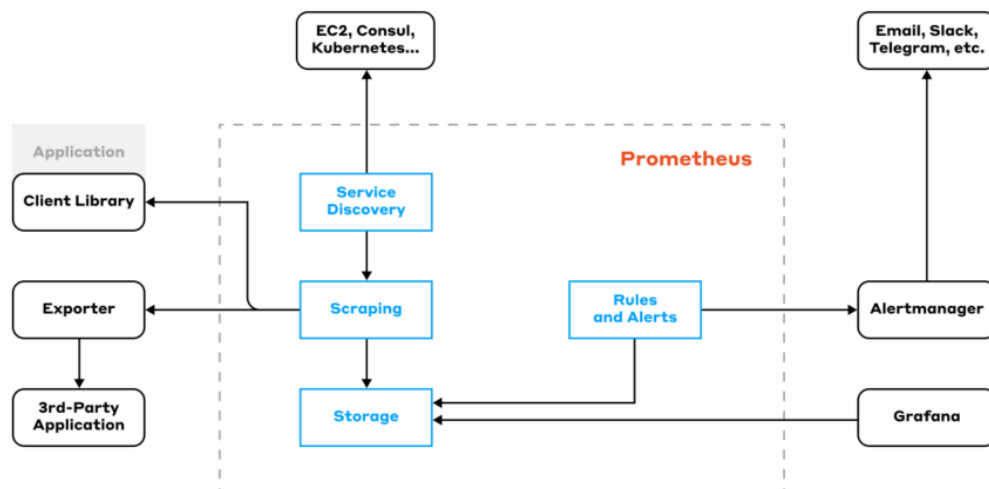 EC2, Consul,
Kubernetes...
Email, Slack,
Telegram, etc.
Application
Prometheus
Client Library
Service
Discovery
Exporter
Scraping
Rules
and Alerts
Alertmanager
3rd-Party
Application
Storage
Grafana